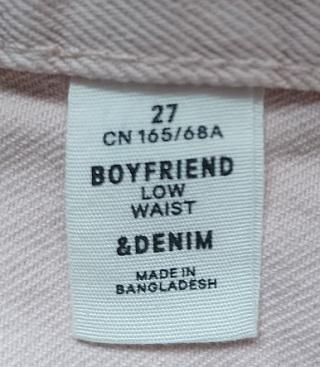 27
CN 165/68A
BOYFRIEND
LOW
WAIST
&DENIM
MADE IN
BANGLADESH